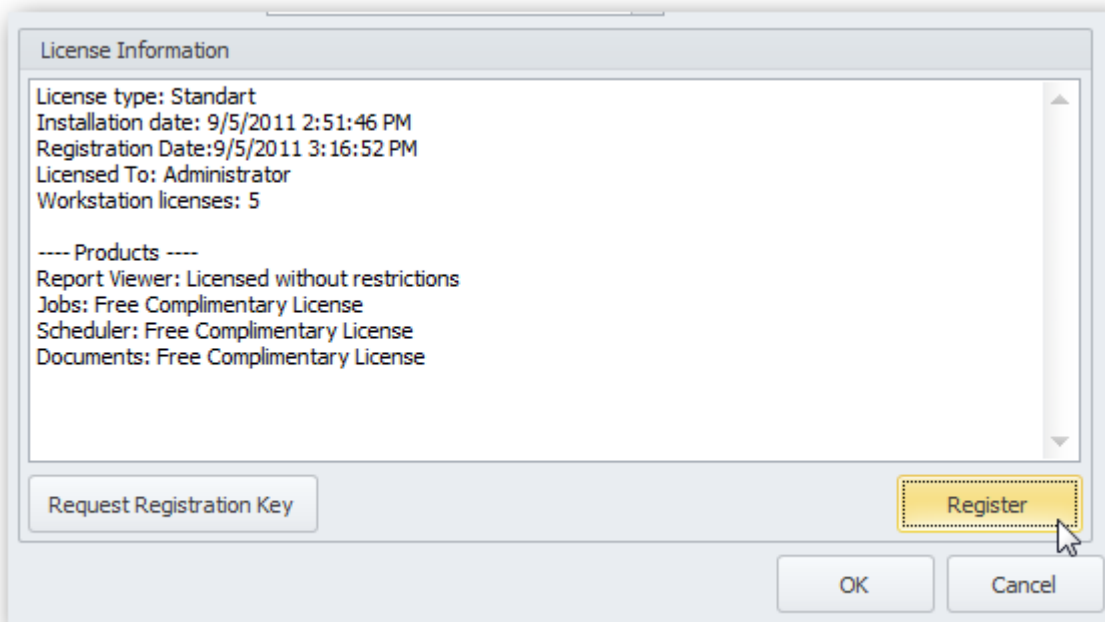 License Information
License type: Standart
Installation date: 9/5/2011 2:51:46 PM
Registration Date:9/5/2011 3:16:52 PM
Licensed To: Administrator
Workstation licenses: 5
---- Products ----
Report Viewer: Licensed without restrictions
Jobs: Free Complimentary License
Scheduler: Free Complimentary License
Documents: Free Complimentary License
Request Registration Key
Register
OK
Cancel